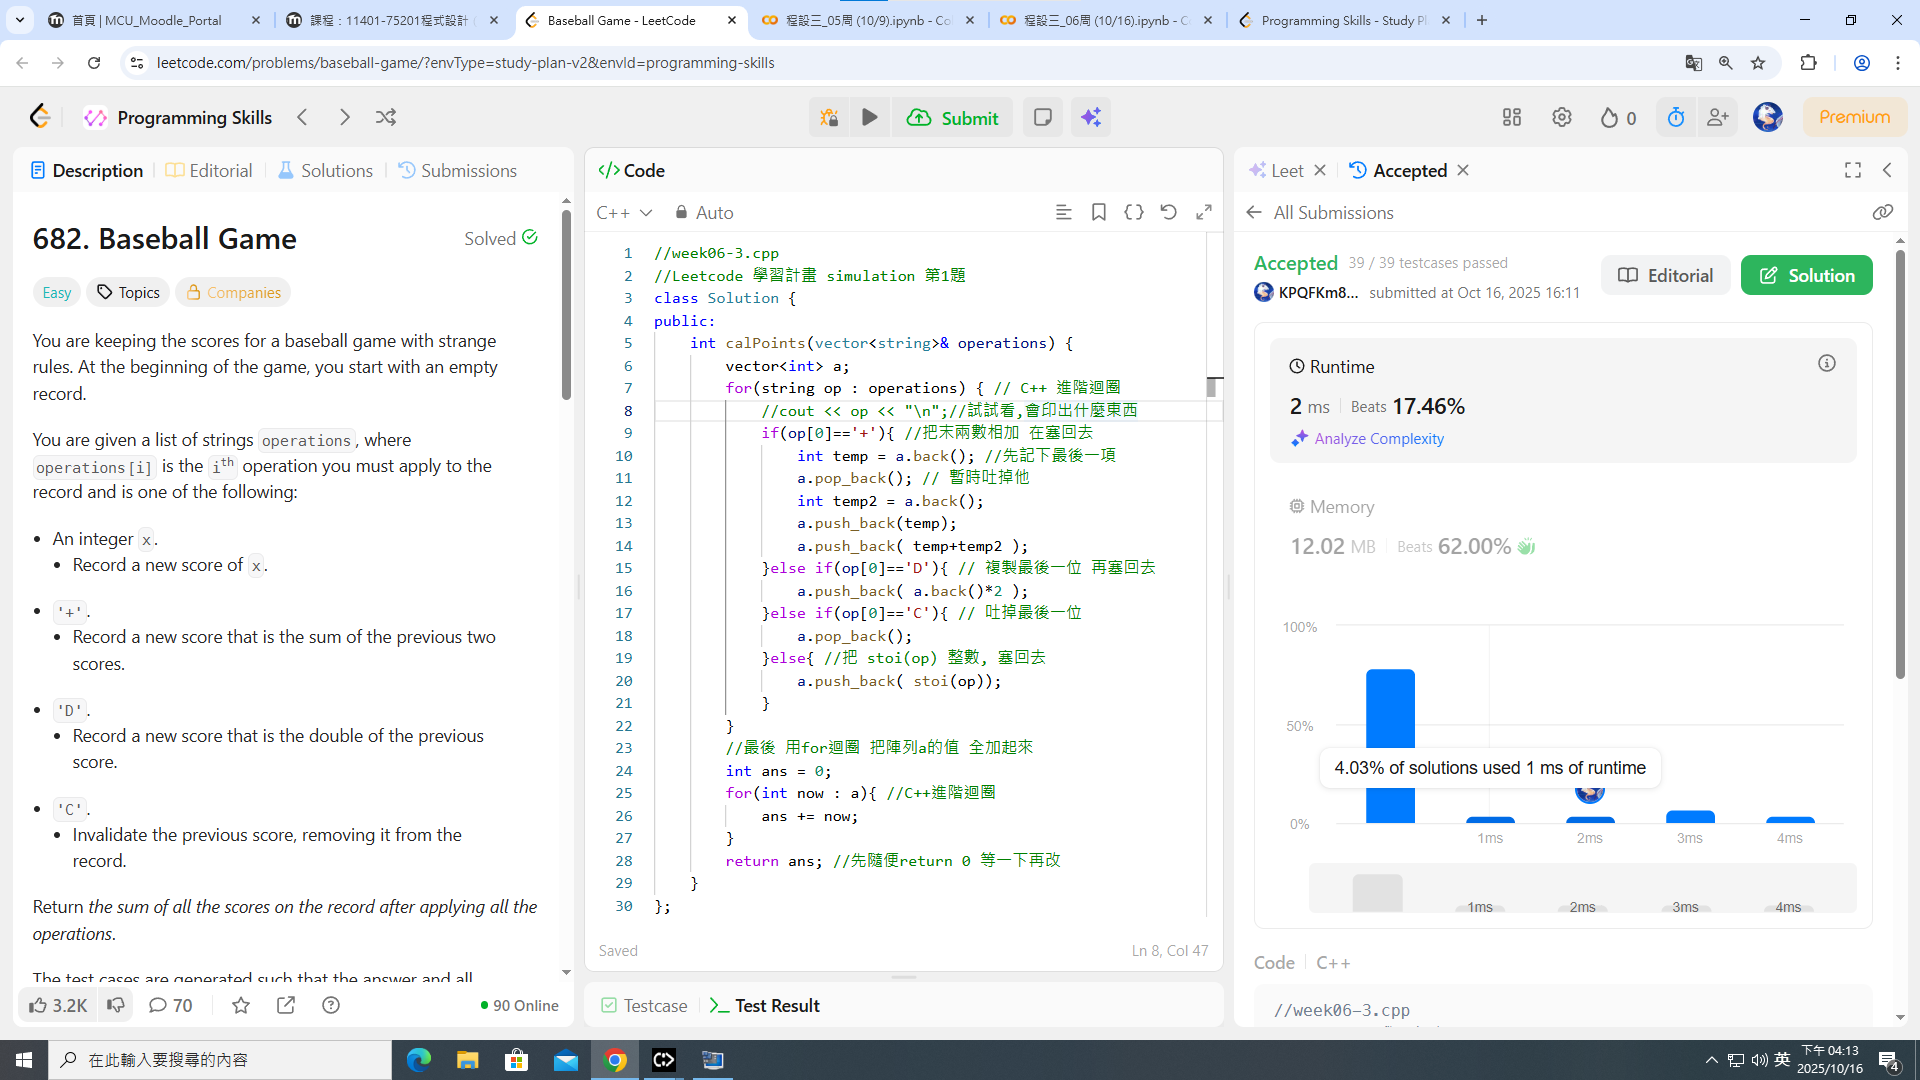 首頁 | MCU_Moodle_Portal
課程：11401-75201程式設計 (
Baseball Game - LeetCode
程設三_05周 (10/9).ipynb - Co
程設三_06周 (10/16).ipynb - C
Programming Skills - Study Pl
leetcode.com/problems/baseball-game/?envType=study-plan-v2&envId=programming-skills
Programming Skills
Submit
0
Premium
Description
Editorial
Solutions
Submissions
682. Baseball Game
Solved
Easy
Topics
Companies
You are keeping the scores for a baseball game with strange
rules. At the beginning of the game, you start with an empty
record.
You are given a list of strings operations, where
operations[i] is the ith operation you must apply to the
record and is one of the following:
An integer x.
Record a new score of x.
'+'.
Record a new score that is the sum of the previous two
scores.
'D'.
Record a new score that is the double of the previous
score.
'C'.
Invalidate the previous score, removing it from the
record.
Return the sum of all the scores on the record after applying all the
operations.
The test cases are generated such that the answer and all
3.2K
70
90 Online
Code
C++
Auto
1 //week06-3.cpp
2 //Leetcode 學習計畫 simulation 第1題
3 class Solution {
4 public:
5 int calPoints(vector<string>& operations) {
6 vector<int> a;
7 for(string op : operations) { // C++ 進階迴圈
8 //cout << op << "\n";//試試看,會印出什麼東西
9 if(op[0]=='+'){ //把末兩數相加 在塞回去
10 int temp = a.back(); //先記下最後一項
11 a.pop_back(); // 暫時吐掉他
12 int temp2 = a.back();
13 a.push_back(temp);
14 a.push_back( temp+temp2 );
15 }else if(op[0]=='D'){ // 複製最後一位 再塞回去
16 a.push_back( a.back()*2 );
17 }else if(op[0]=='C'){ // 吐掉最後一位
18 a.pop_back();
19 }else{ //把 stoi(op) 整數, 塞回去
20 a.push_back( stoi(op));
21 }
22 }
23 //最後 用for迴圈 把陣列a的值 全加起來
24 int ans = 0;
25 for(int now : a){ //C++進階迴圈
26 ans += now;
27 }
28 return ans; //先隨便return 0 等一下再改
29 }
30 };
Saved
Ln 8, Col 47
Testcase
Test Result
Leet
Accepted
All Submissions
Accepted 39 / 39 testcases passed
KPQFKm8... submitted at Oct 16, 2025 16:11
Editorial
Solution
Runtime
2 ms Beats 17.46%
Analyze Complexity
Memory
12.02 MB Beats 62.00%
100%
50%
4.03% of solutions used 1 ms of runtime
0%
1ms 2ms 3ms 4ms
1ms 2ms 3ms 4ms
Code
C++
//week06-3.cpp
在此輸入要搜尋的內容
英
下午 04:13
2025/10/16
4